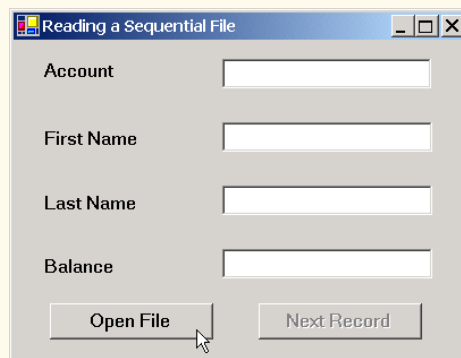 Reading a Sequential File
Account
First Name
Last Name
Balance
Open File Next Record